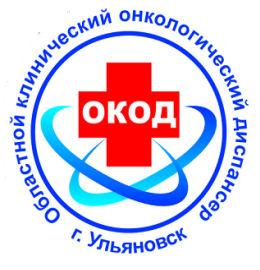 Областной клинический онкологический диспансер
ОКОД
г. Ульяновск